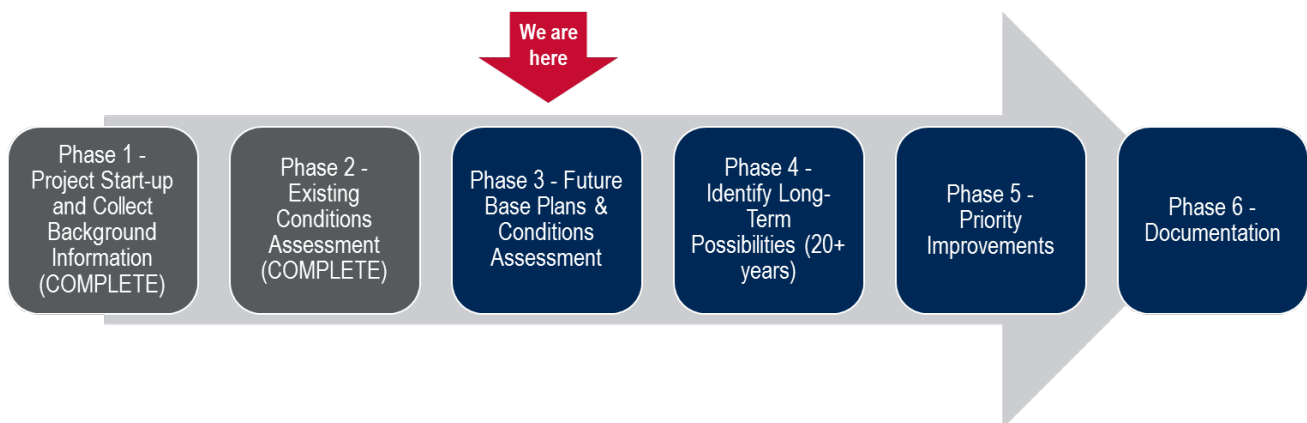 We are
here
Phase 1 -
Project Start-up
and Collect
Background
Information
(COMPLETE)
Phase 2 -
Existing
Conditions
Assessment
(COMPLETE)
Phase 3 - Future
Base Plans &
Conditions
Assessment
Phase 4 -
Identify Long-
Term
Possibilities (20+
years)
Phase 5 -
Priority
Improvements
Phase 6 -
Documentation